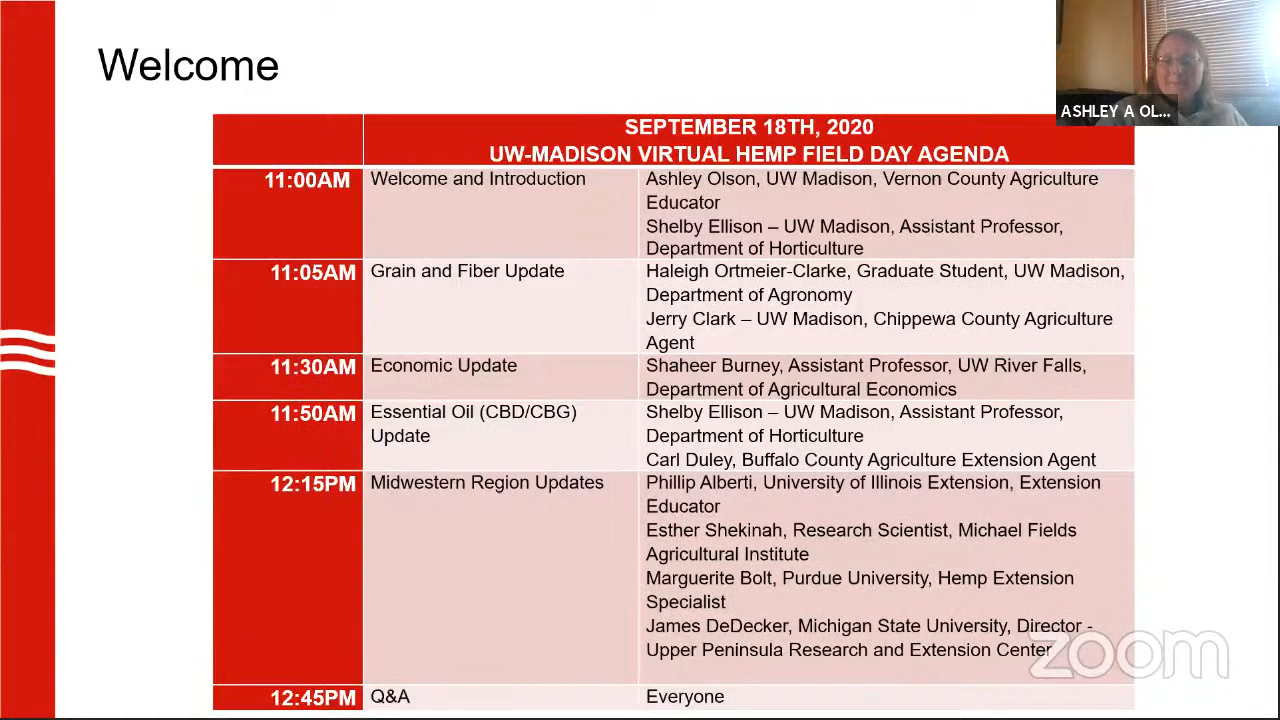 Welcome
ASHLEY A OL...
SEPTEMBER 18TH, 2020
UW-MADISON VIRTUAL HEMP FIELD DAY AGENDA
11:00AM
Welcome and Introduction
Ashley Olson, UW Madison, Vernon County Agriculture
Educator
Shelby Ellison – UW Madison, Assistant Professor,
Department of Horticulture
11:05AM
Grain and Fiber Update
Haleigh Ortmeier-Clarke, Graduate Student, UW Madison,
Department of Agronomy
Jerry Clark – UW Madison, Chippewa County Agriculture
Agent
11:30AM
Economic Update
Shaheer Burney, Assistant Professor, UW River Falls,
Department of Agricultural Economics
11:50AM
Essential Oil (CBD/CBG)
Update
Shelby Ellison – UW Madison, Assistant Professor,
Department of Horticulture
Carl Duley, Buffalo County Agriculture Extension Agent
12:15PM
Midwestern Region Updates
Phillip Alberti, University of Illinois Extension, Extension
Educator
Esther Shekinah, Research Scientist, Michael Fields
Agricultural Institute
Marguerite Bolt, Purdue University, Hemp Extension
Specialist
James DeDecker, Michigan State University, Director -
Upper Peninsula Research and Extension Center
12:45PM
Q&A
Everyone
zoom